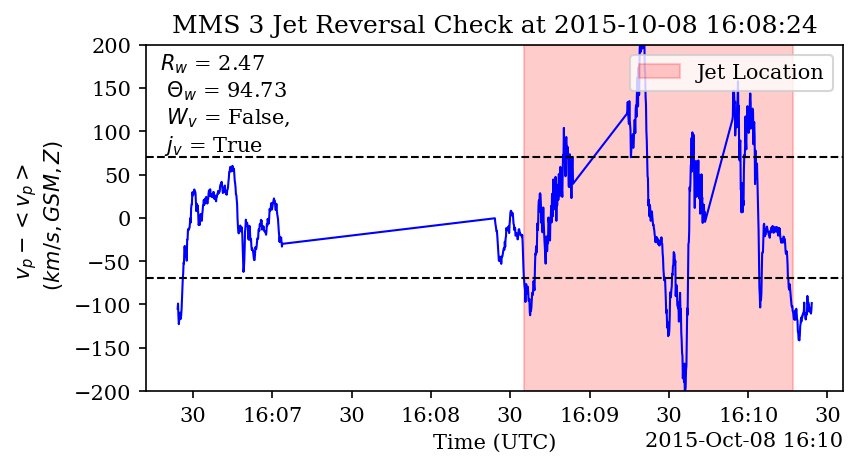 MMS 3 Jet Reversal Check at 2015-10-08 16:08:24
R_w = 2.47
Θ_w = 94.73
W_v = False,
j_v = True
Jet Location
v_p − < v_p >
(km/s, GSM, Z)
200
150
100
50
0
−50
−100
−150
−200
30 16:07 30 16:08 30 16:09 30 16:10 30
Time (UTC)
2015-Oct-08 16:10